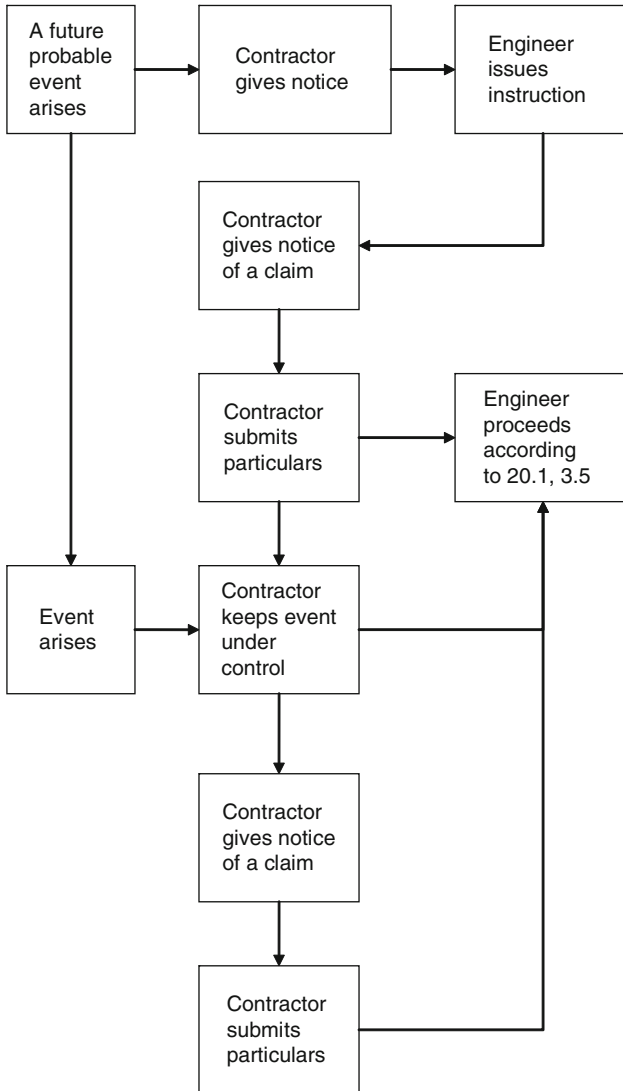 A future
probable
event
arises
Contractor
gives notice
Engineer
issues
instruction
Contractor
gives notice
of a claim
Contractor
submits
particulars
Engineer
proceeds
according
to 20.1, 3.5
Event
arises
Contractor
keeps event
under
control
Contractor
gives notice
of a claim
Contractor
submits
particulars